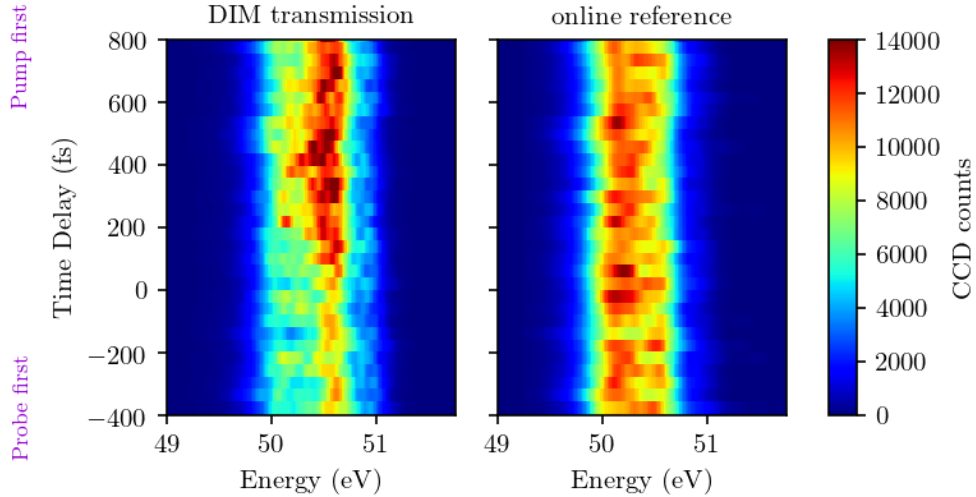 DIM transmission
online reference
Pump first
Probe first
Time Delay (fs)
800
600
400
200
0
−200
−400
49
50
51
Energy (eV)
49
50
51
Energy (eV)
14000
12000
10000
8000
6000
4000
2000
0
CCD counts